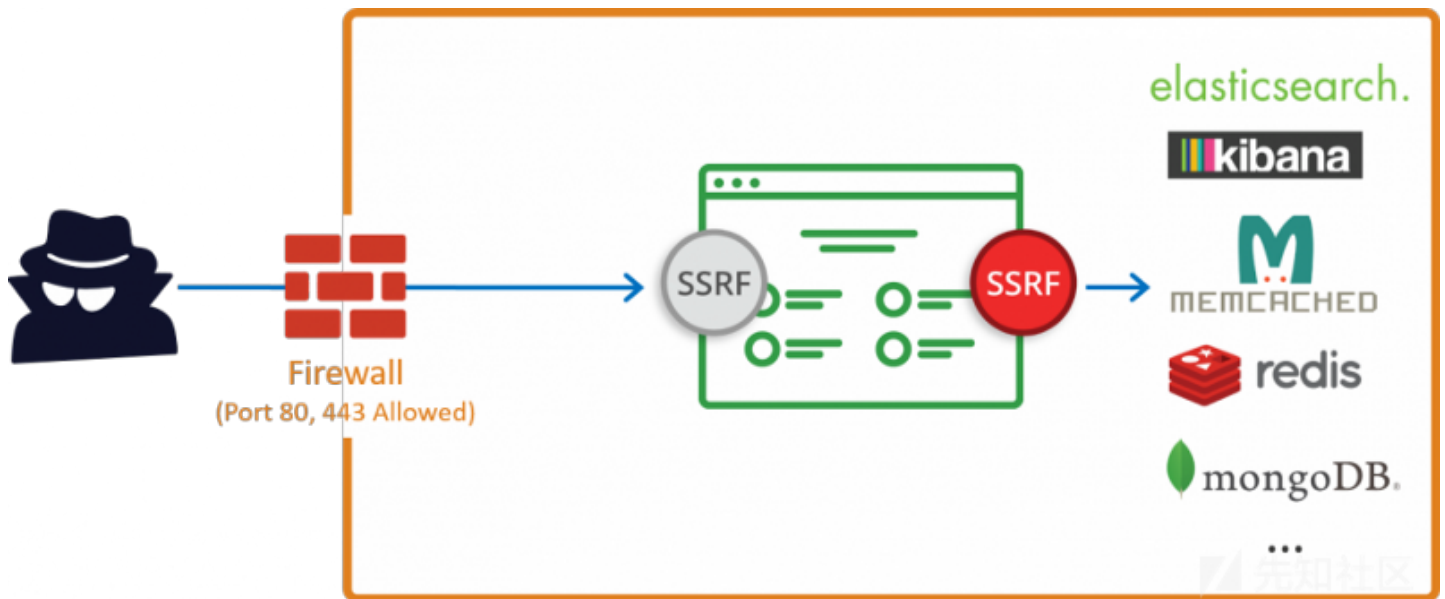 elasticsearch.
kibana
SSRF
SSRF
MEMCACHED
Firewall
(Port 80, 443 Allowed)
redis
mongoDB®
...
先知社区